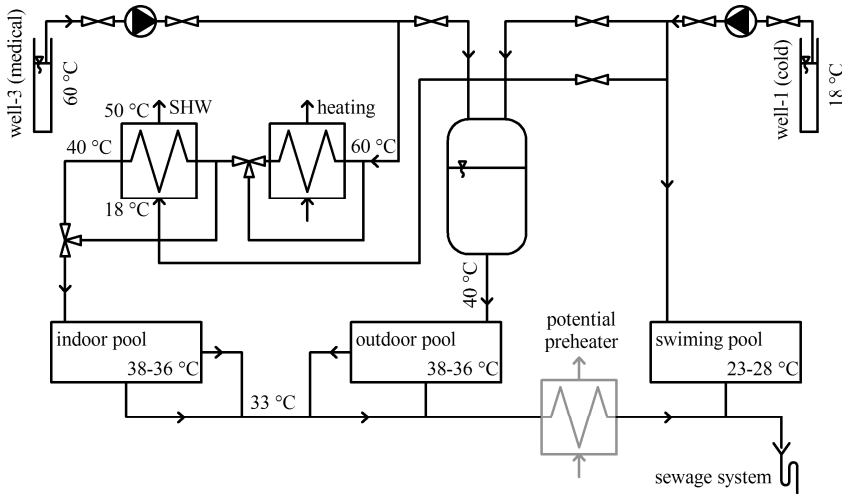 well-3 (medical)
60 °C
50 °C
SHW
heating
well-1 (cold)
18 °C
40 °C
60 °C
18 °C
40 °C
indoor pool
38-36 °C
outdoor pool
38-36 °C
potential
preheater
swiming pool
23-28 °C
33 °C
sewage system